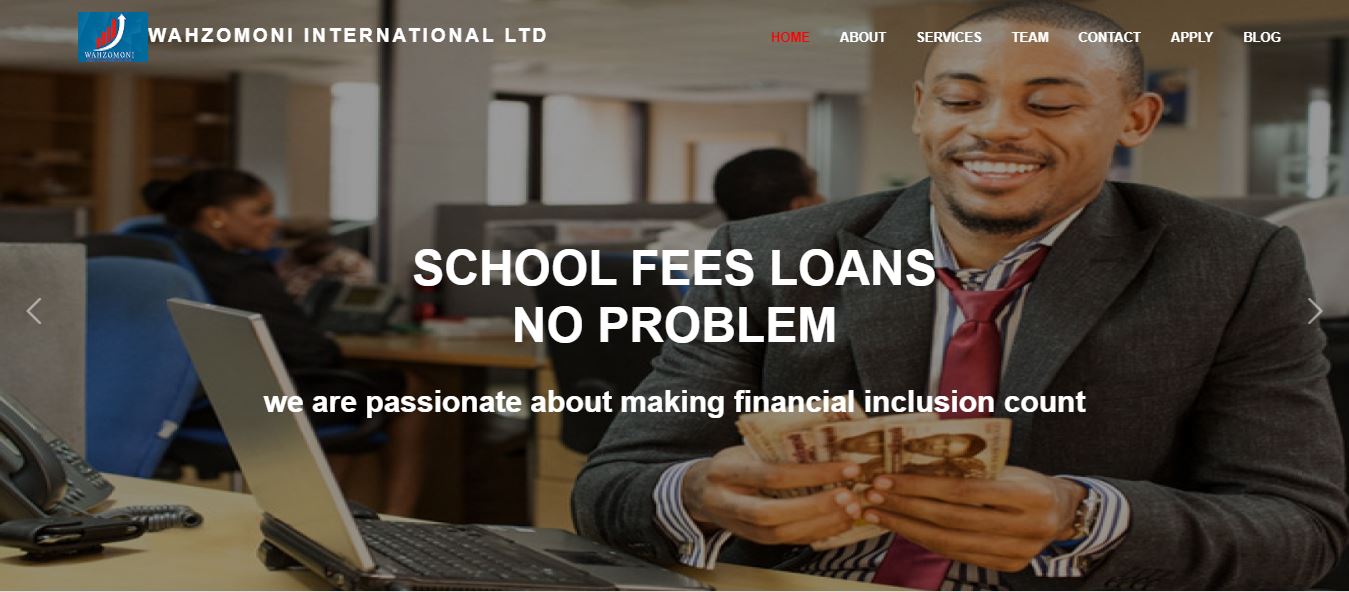 WAHZOMONI
WAHZOMONI INTERNATIONAL LTD
HOME ABOUT SERVICES TEAM CONTACT APPLY BLOG
SCHOOL FEES LOANS
NO PROBLEM
we are passionate about making financial inclusion count